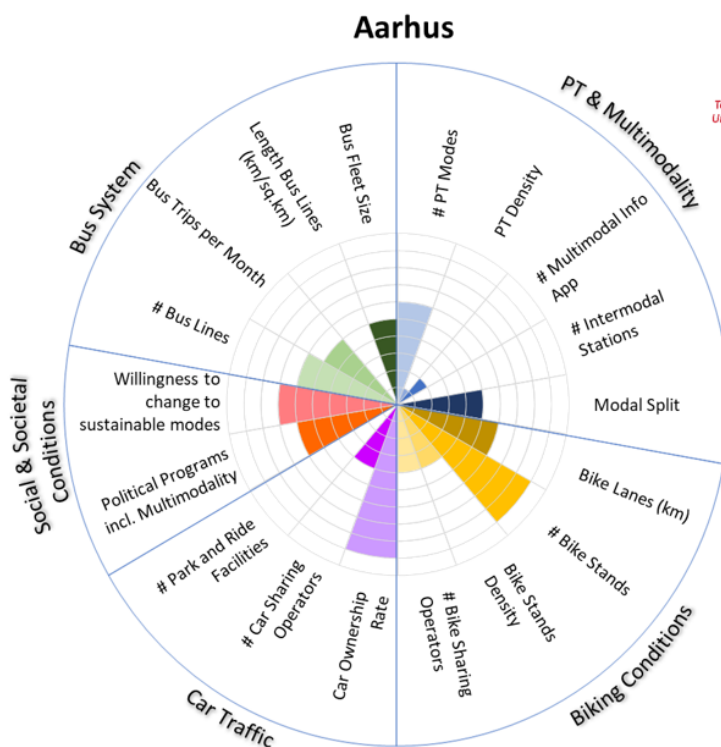 Aarhus
PT & Multimodality
# PT Modes
PT Density
# Multimodal Info
App
# Intermodal
Stations
Modal Split
Biking Conditions
Bike Lanes (km)
# Bike Stands
Bike Stands
Density
# Bike Sharing
Operators
Car Traffic
Car Ownership
Rate
# Car Sharing
Operators
# Park and Ride
Facilities
Social & Societal
Conditions
Political Programs
incl. Multimodality
Willingness to
change to
sustainable modes
Bus System
# Bus Lines
Bus Trips per Month
Length Bus Lines
(km/sq.km)
Bus Fleet Size